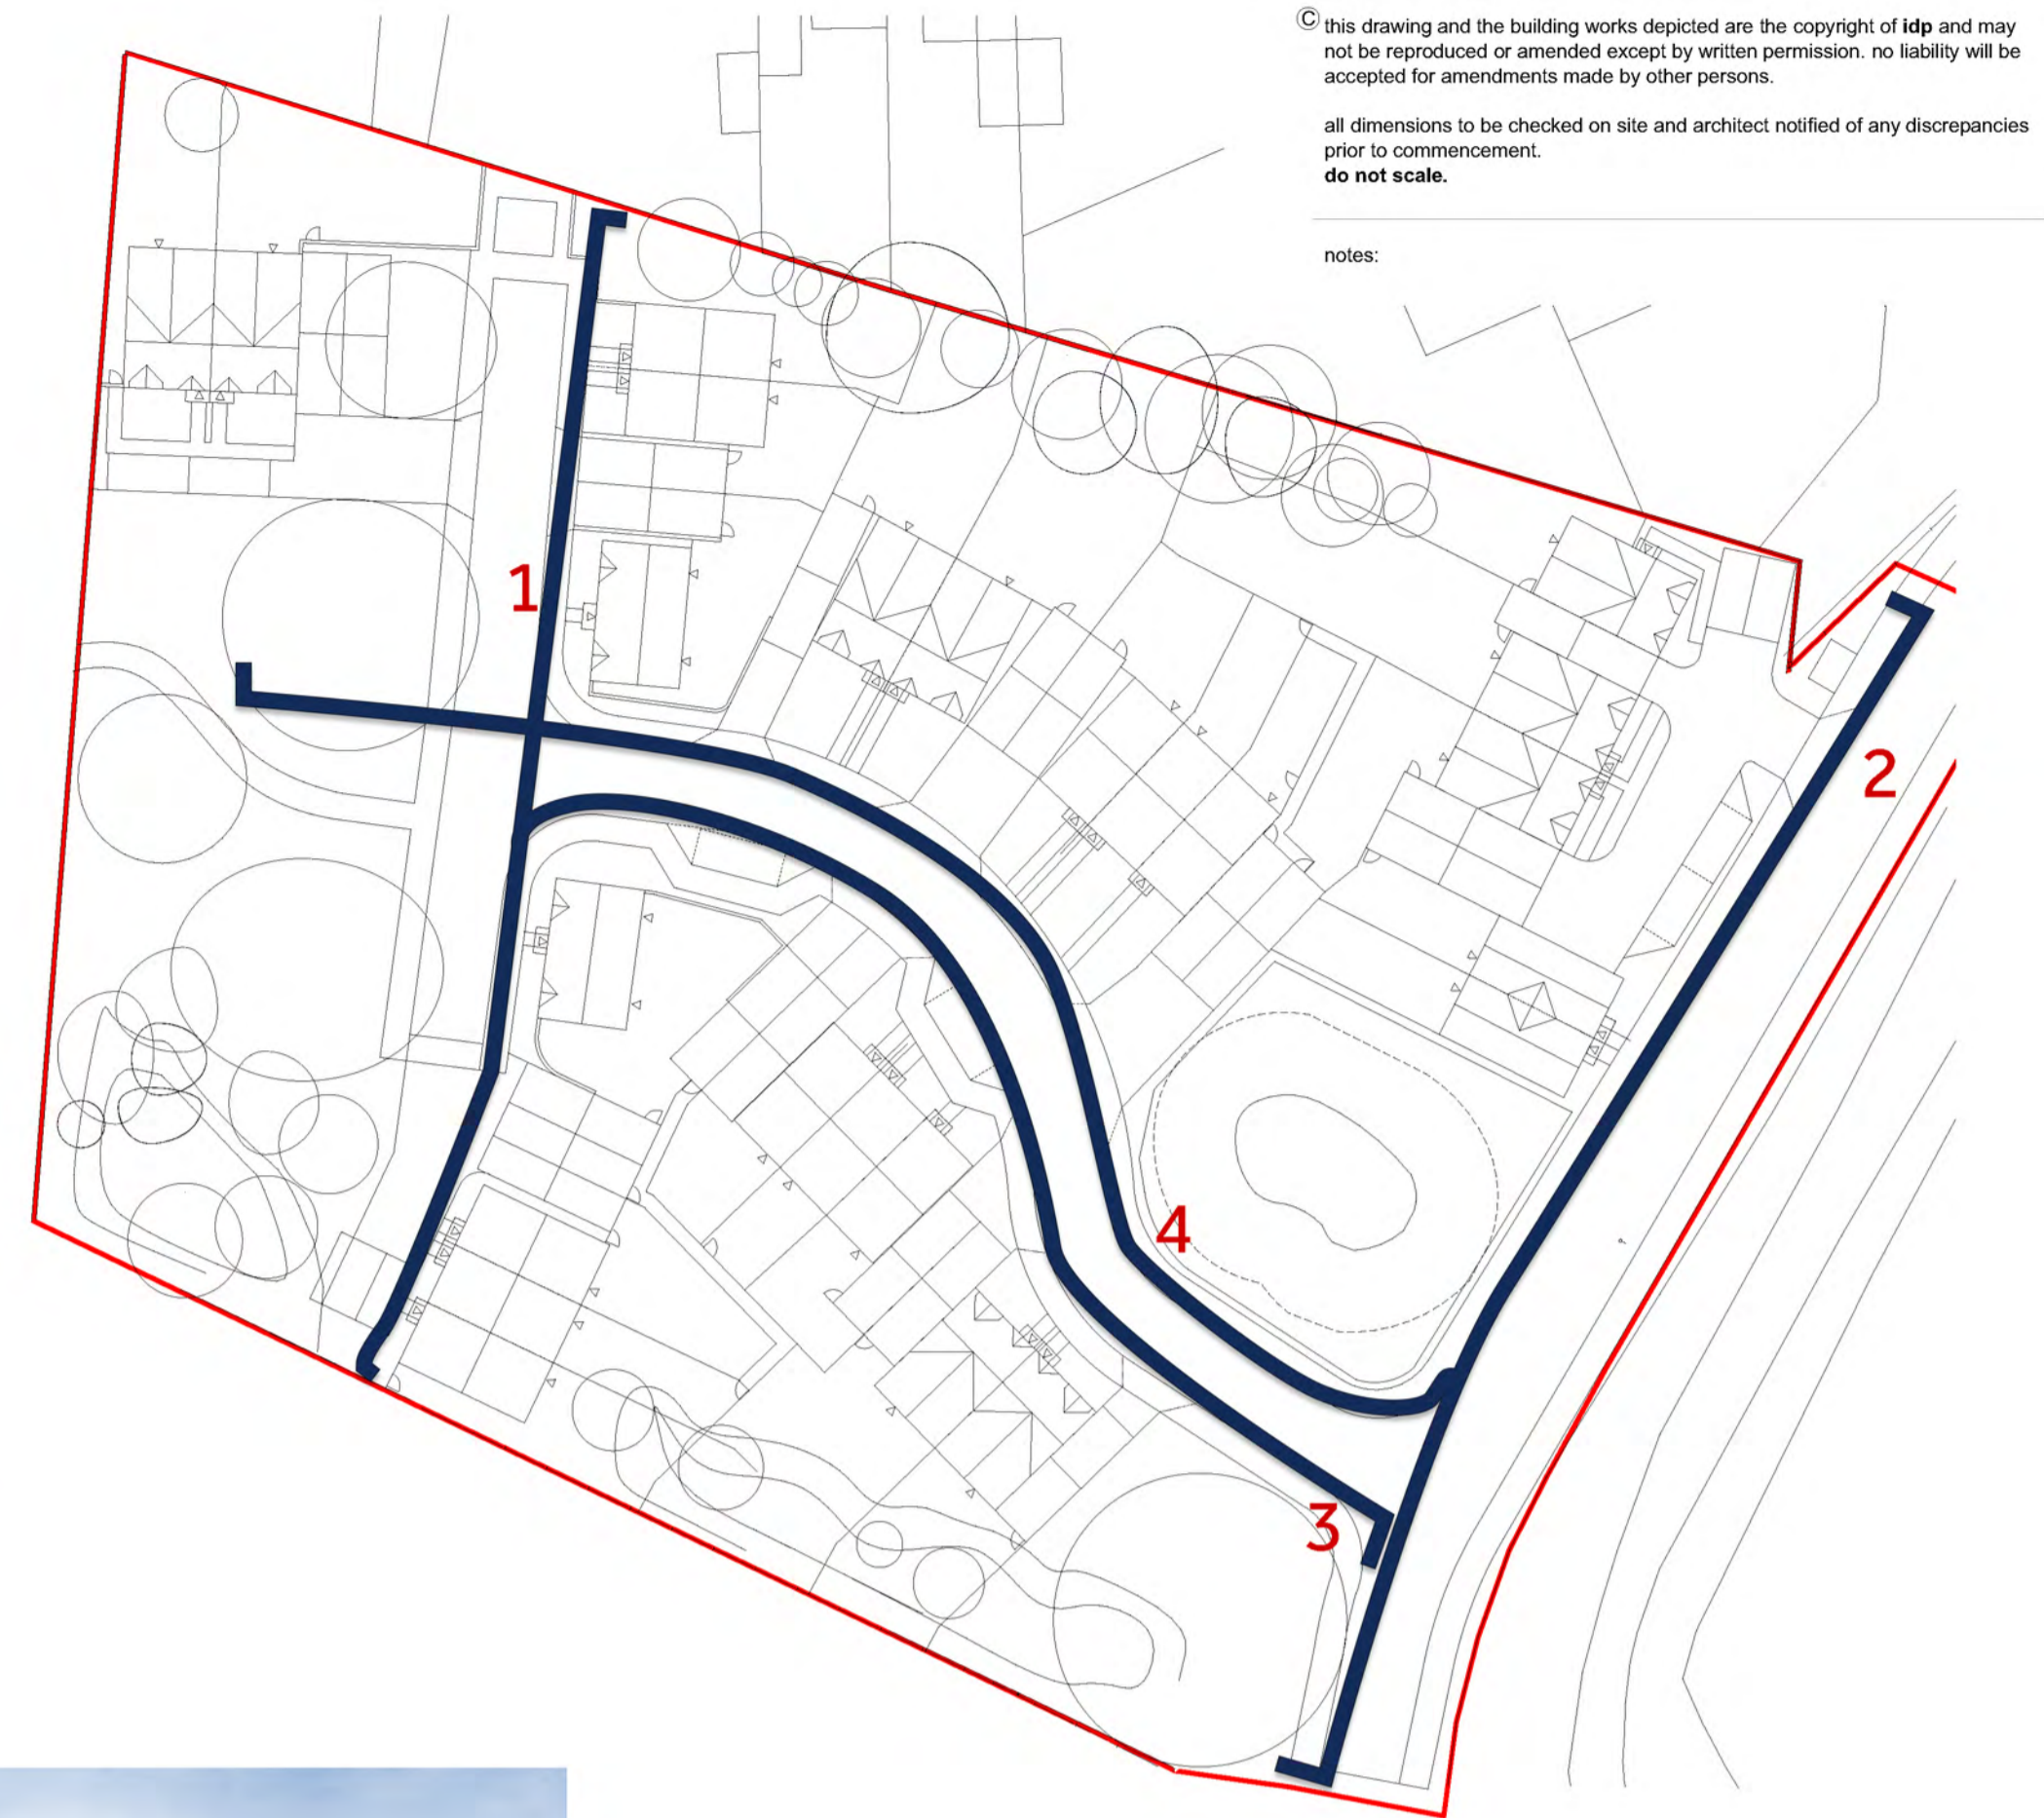 © this drawing and the building works depicted are the copyright of idp and may
not be reproduced or amended except by written permission. no liability will be
accepted for amendments made by other persons.
all dimensions to be checked on site and architect notified of any discrepancies
prior to commencement.
do not scale.
notes:
1
2
4
3